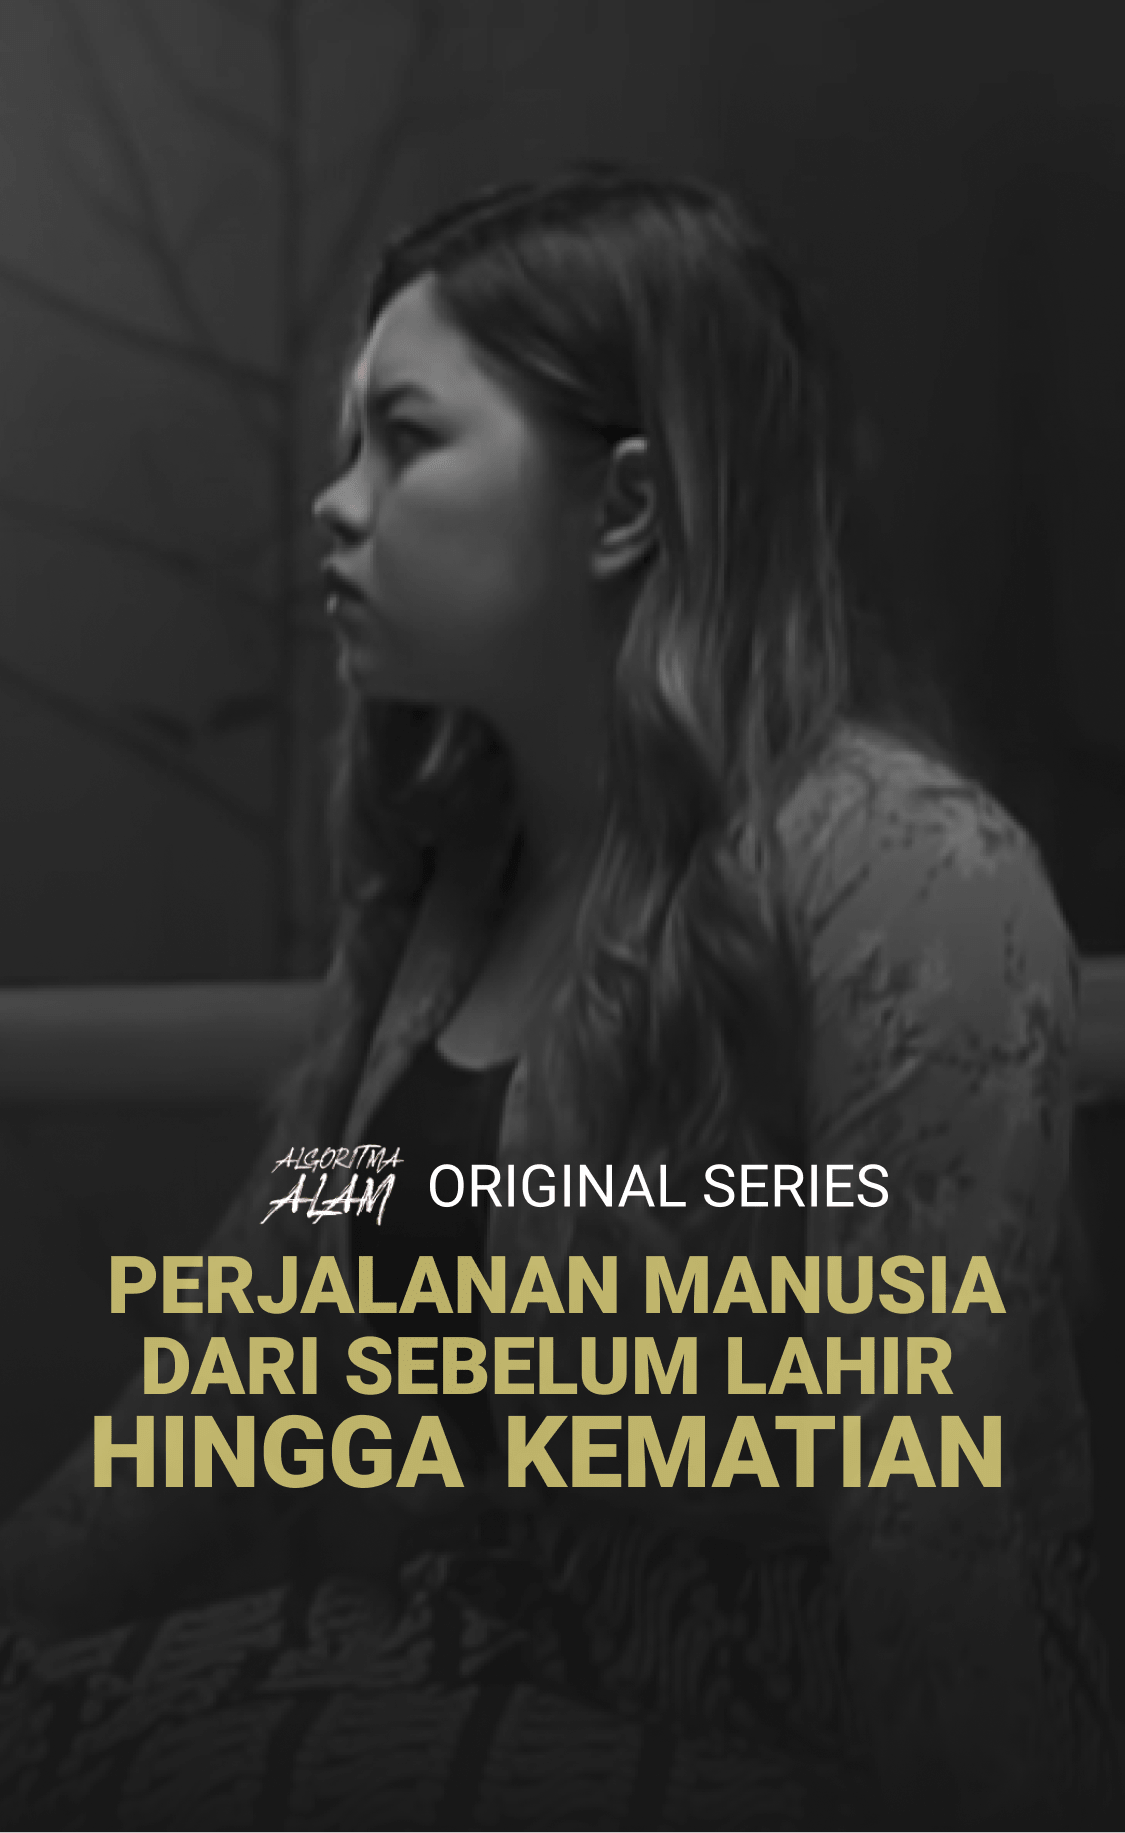 ALGORITMA
ALAM
ORIGINAL SERIES
PERJALANAN MANUSIA
DARI SEBELUM LAHIR
HINGGA KEMATIAN